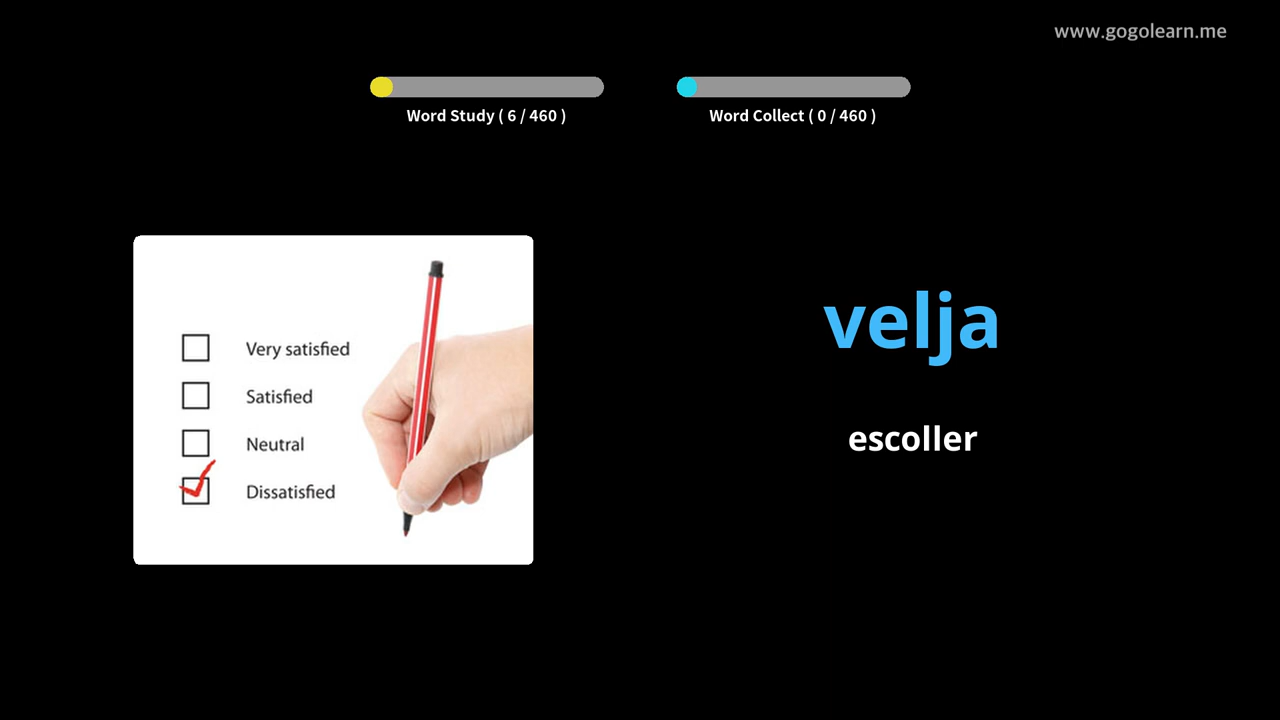 www.gogolearn.me
Word Study ( 6 / 460 )
Word Collect ( 0 / 460 )
Very satisfied
Satisfied
Neutral
Dissatisfied
velja
escoller